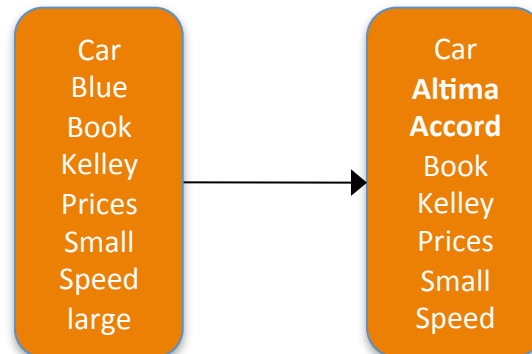 Car
Blue
Book
Kelley
Prices
Small
Speed
large
Car
Altima
Accord
Book
Kelley
Prices
Small
Speed